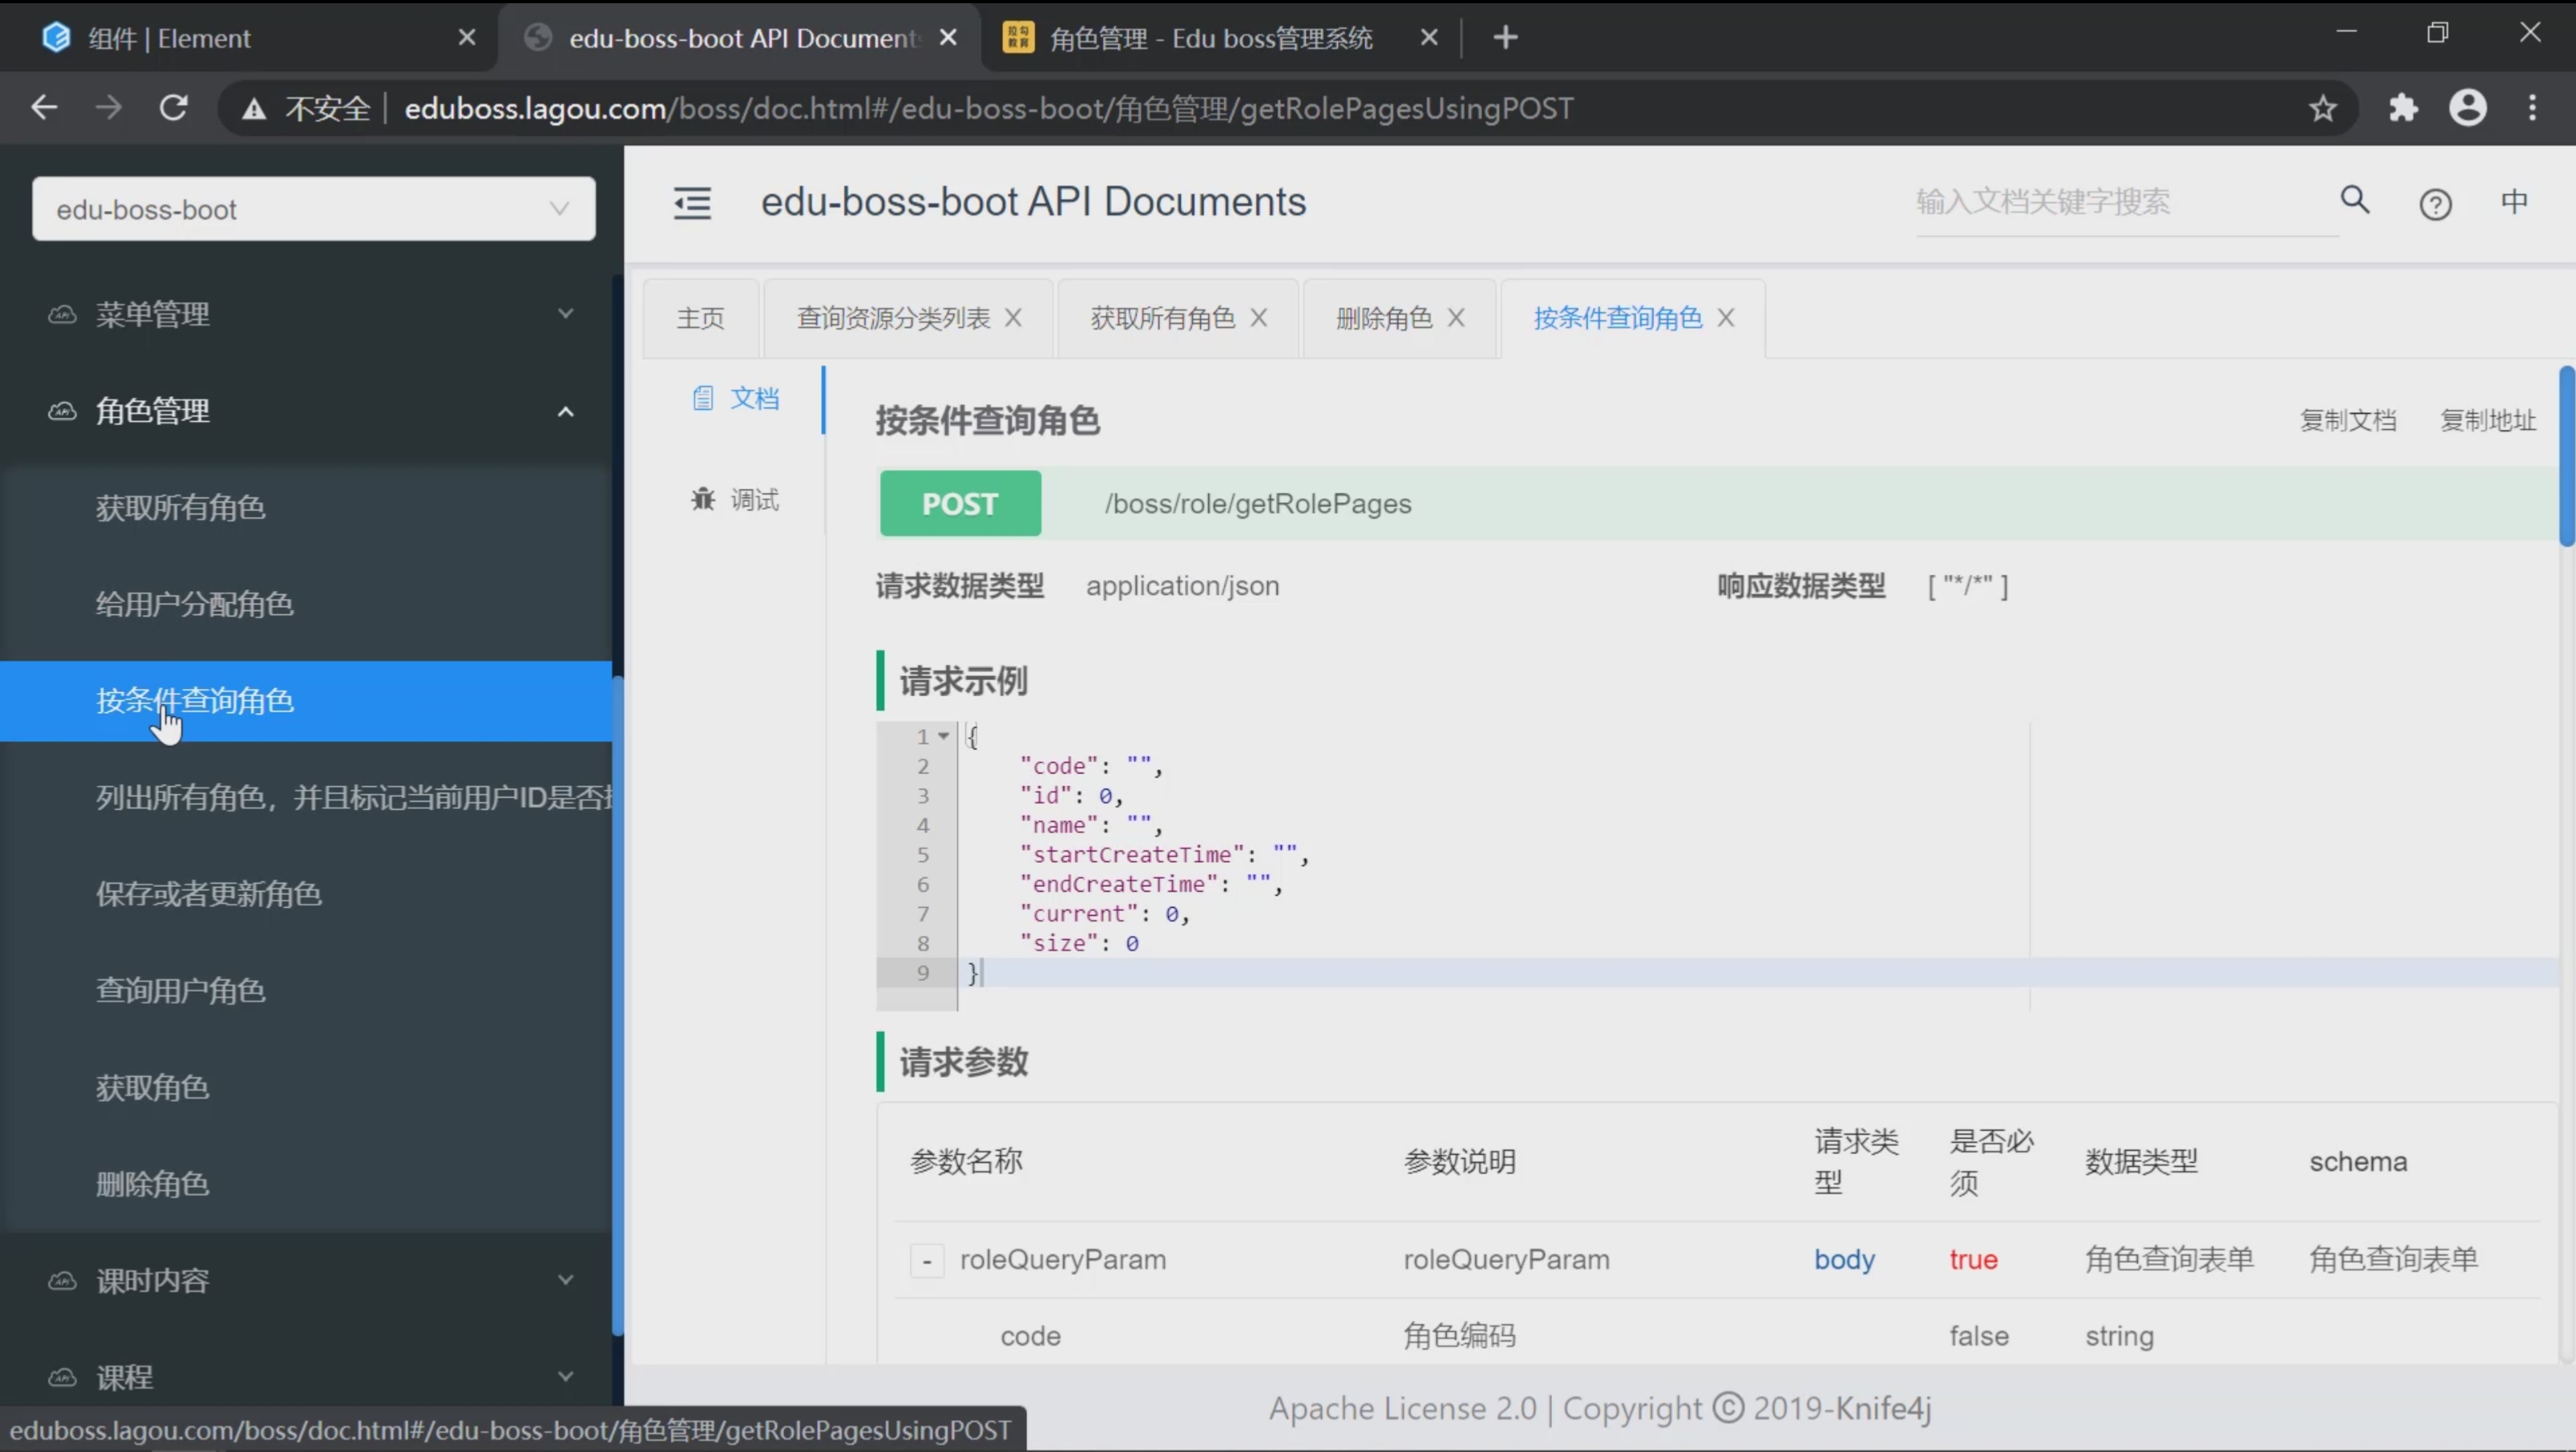 组件 | Element
edu-boss-boot API Document
角色管理 - Edu boss管理系统
不安全
eduboss.lagou.com/boss/doc.html#/edu-boss-boot/角色管理/getRolePagesUsingPOST
edu-boss-boot
菜单管理
角色管理
获取所有角色
给用户分配角色
按条件查询角色
列出所有角色，并且标记当前用户ID是否
保存或者更新角色
查询用户角色
获取角色
删除角色
课时内容
课程
edu-boss-boot API Documents
输入文档关键字搜索
中
主页
查询资源分类列表
获取所有角色
删除角色
按条件查询角色
文档
调试
按条件查询角色
复制文档
复制地址
POST
/boss/role/getRolePages
请求数据类型 application/json
响应数据类型 [ "*/*" ]
请求示例
1 {
2 "code": "",
3 "id": 0,
4 "name": "",
5 "startCreateTime": "",
6 "endCreateTime": "",
7 "current": 0,
8 "size": 0
9 }
请求参数
参数名称 参数说明 请求类型 是否必须 数据类型 schema
- roleQueryParam roleQueryParam body true 角色查询表单 角色查询表单
code 角色编码 false string
Apache License 2.0 | Copyright © 2019-Knife4j
eduboss.lagou.com/boss/doc.html#/edu-boss-boot/角色管理/getRolePagesUsingPOST